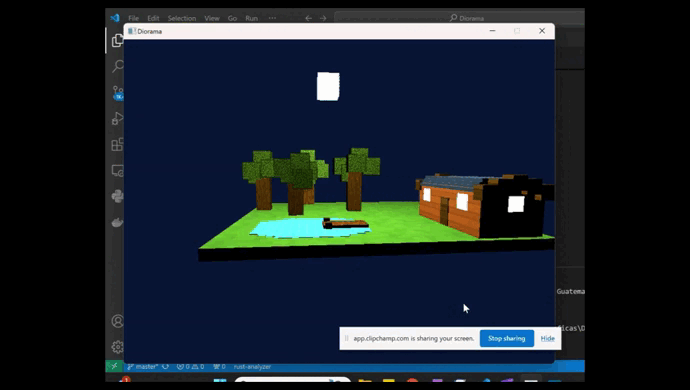 File Edit Selection View Go Run ... Diorama
Diorama
Guatema
app.clipchamp.com is sharing your screen. Stop sharing Hide
dicas\D
master* 0 0 0 rust-analyzer